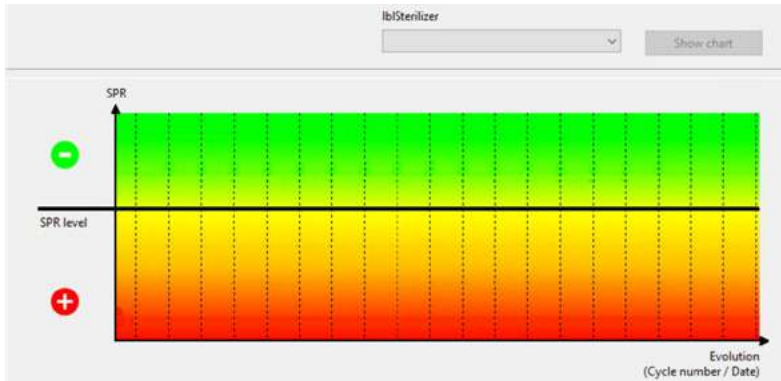 lblSterilizer
Show chart
SPR
SPR level
Evolution
(Cycle number / Date)